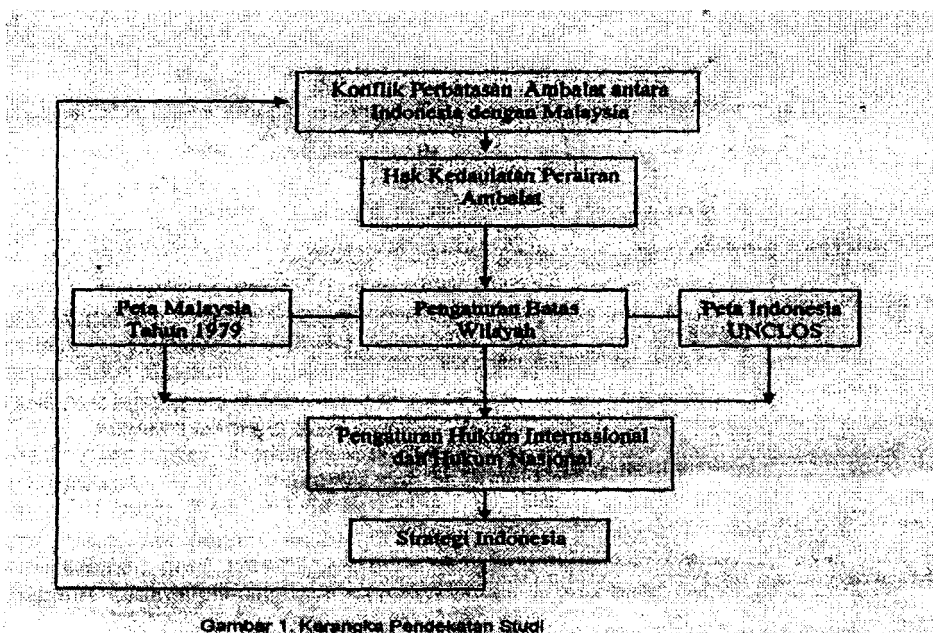 Konflik Perbatasan Ambalat antara
Indonesia dengan Malaysia
Hak Kedaulatan Perairan
Ambalat
Peta Malaysia
Tahun 1979
Pengaturan Batas
Wilayah
Peta Indonesia
UNCLOS
Pengaturan Hukum Internasional
dan Hukum Nasional
Strategi Indonesia
Gambar 1. Kerangka Pendekatan Studi